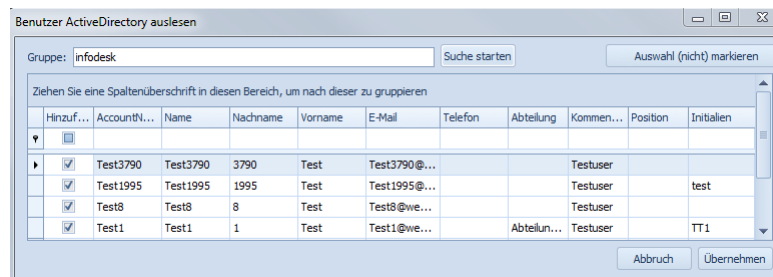 Benutzer ActiveDirectory auslesen
Gruppe: infodesk Suche starten Auswahl (nicht) markieren
Ziehen Sie eine Spaltenüberschrift in diesen Bereich, um nach dieser zu gruppieren
Hinzuf... AccountN... Name Nachname Vorname E-Mail Telefon Abteilung Kommen... Position Initialien
Test3790 Test3790 3790 Test Test3790@... Testuser
Test1995 Test1995 1995 Test Test1995@... Testuser test
Test8 Test8 8 Test Test8@we... Testuser
Test1 Test1 1 Test Test1@we... Abteilun... Testuser TT1
Abbruch Übernehmen